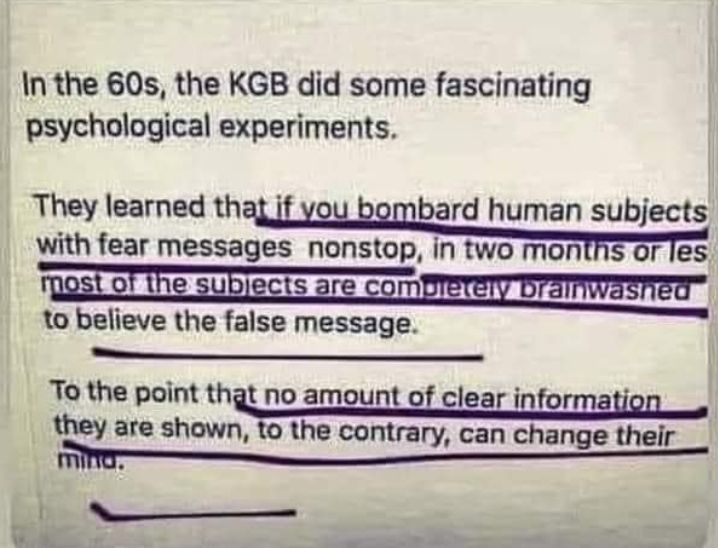 In the 60s, the KGB did some fascinating
psychological experiments.
They learned that if you bombard human subjects
with fear messages nonstop, in two months or les
most of the subjects are completely brainwashed
to believe the false message.
To the point that no amount of clear information
they are shown, to the contrary, can change their
mind.